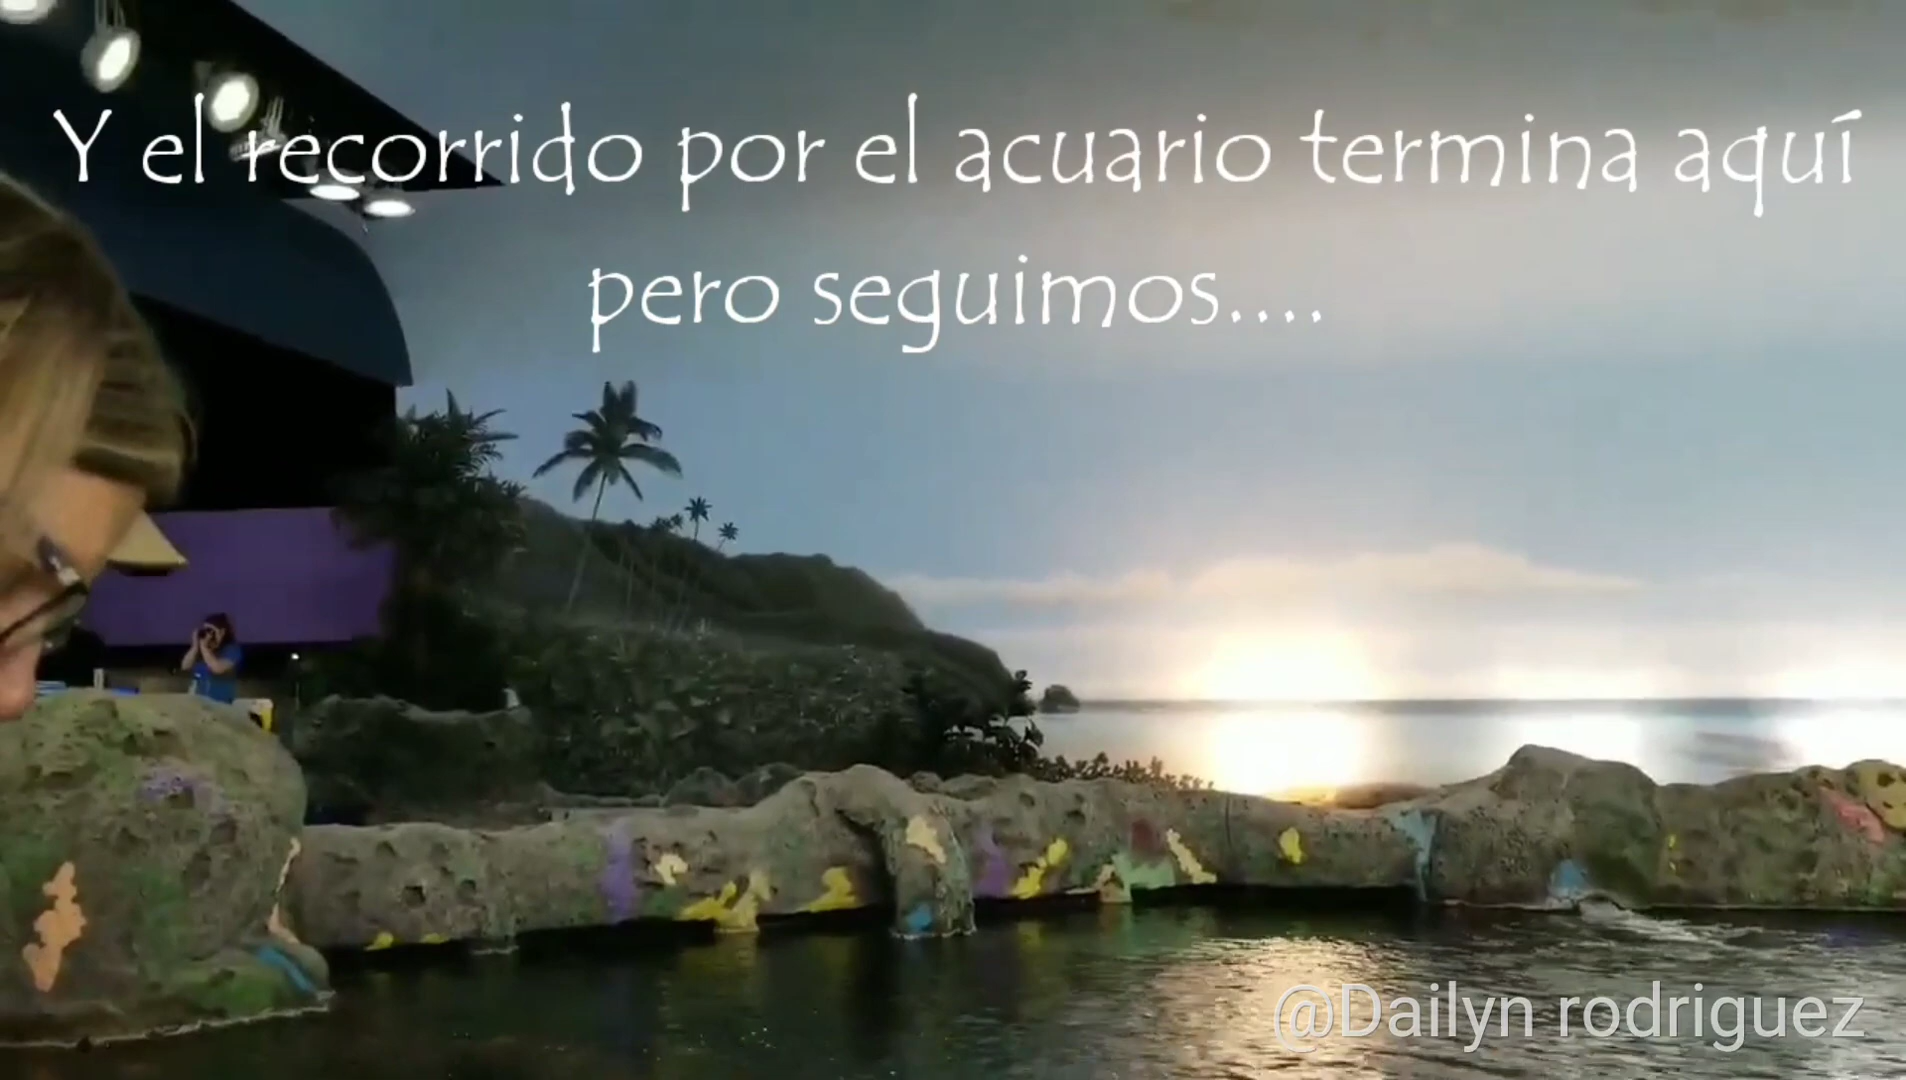 Y el recorrido por el acuario termina aquí
pero seguimos....
@Dailyn rodriguez